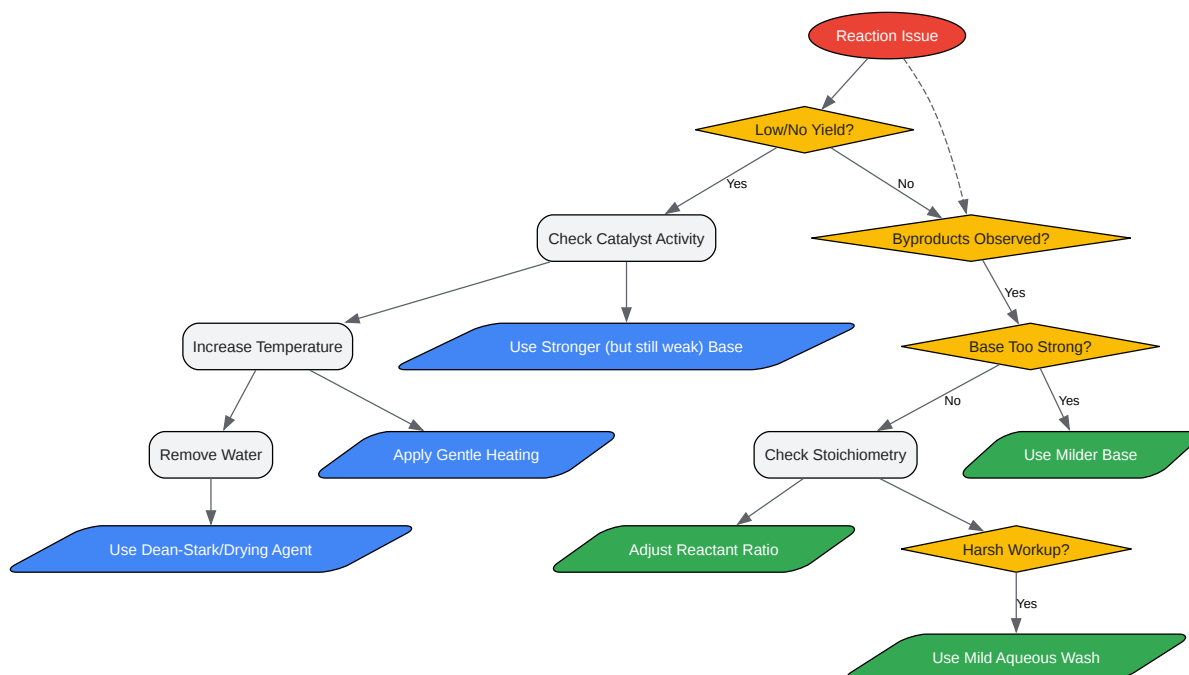 Reaction Issue
Low/No Yield?
Yes
No
Check Catalyst Activity
Byproducts Observed?
Yes
Increase Temperature
Use Stronger (but still weak) Base
Base Too Strong?
No
Yes
Remove Water
Apply Gentle Heating
Check Stoichiometry
Use Milder Base
Use Dean-Stark/Drying Agent
Adjust Reactant Ratio
Harsh Workup?
Yes
Use Mild Aqueous Wash